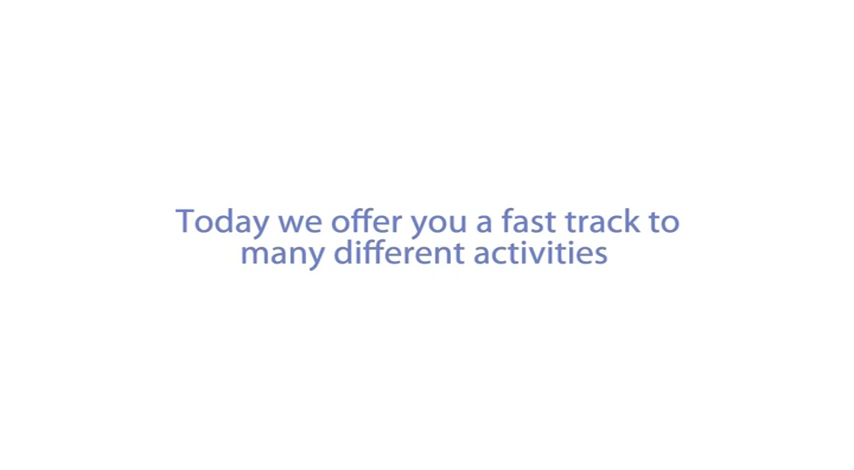 Today we offer you a fast track to
many different activities